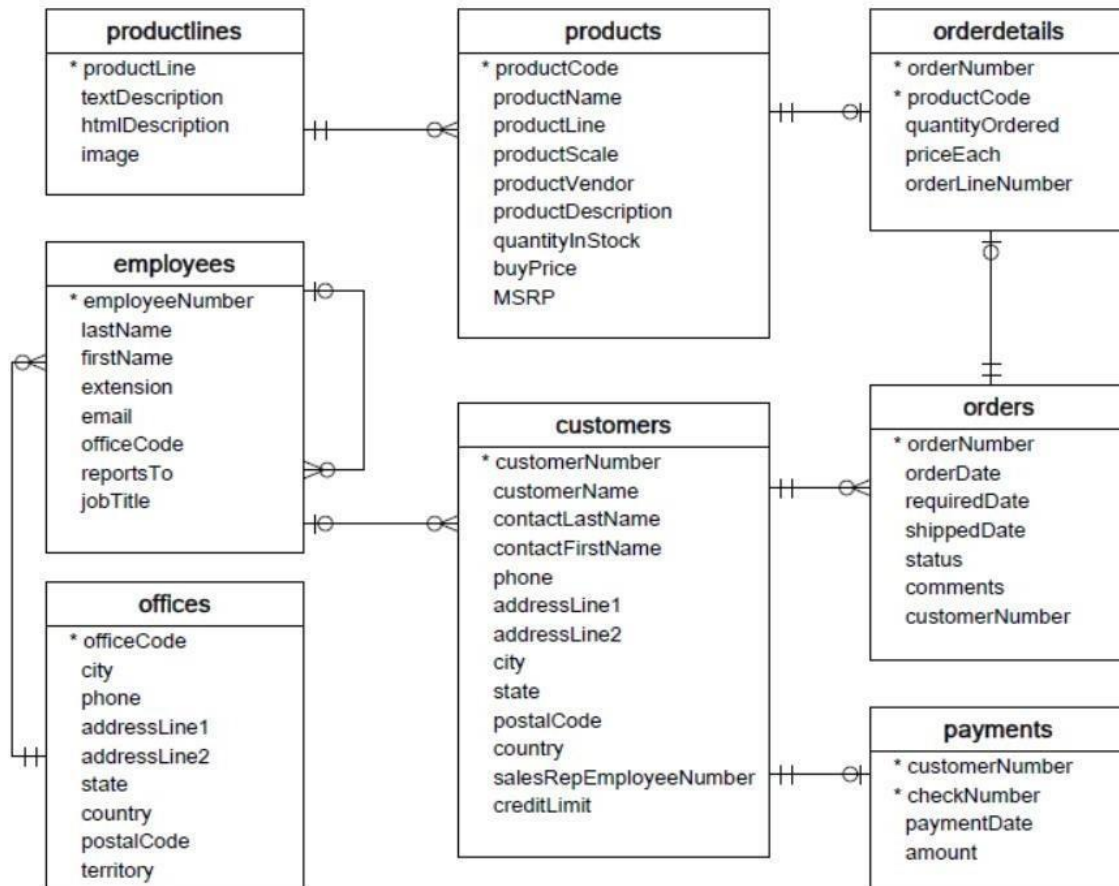 productlines
* productLine
textDescription
htmlDescription
image
products
* productCode
productName
productLine
productScale
productVendor
productDescription
quantityInStock
buyPrice
MSRP
orderdetails
* orderNumber
* productCode
quantityOrdered
priceEach
orderLineNumber
employees
* employeeNumber
lastName
firstName
extension
email
officeCode
reportsTo
jobTitle
customers
* customerNumber
customerName
contactLastName
contactFirstName
phone
addressLine1
addressLine2
city
state
postalCode
country
salesRepEmployeeNumber
creditLimit
orders
* orderNumber
orderDate
requiredDate
shippedDate
status
comments
customerNumber
offices
* officeCode
city
phone
addressLine1
addressLine2
state
country
postalCode
territory
payments
* customerNumber
* checkNumber
paymentDate
amount